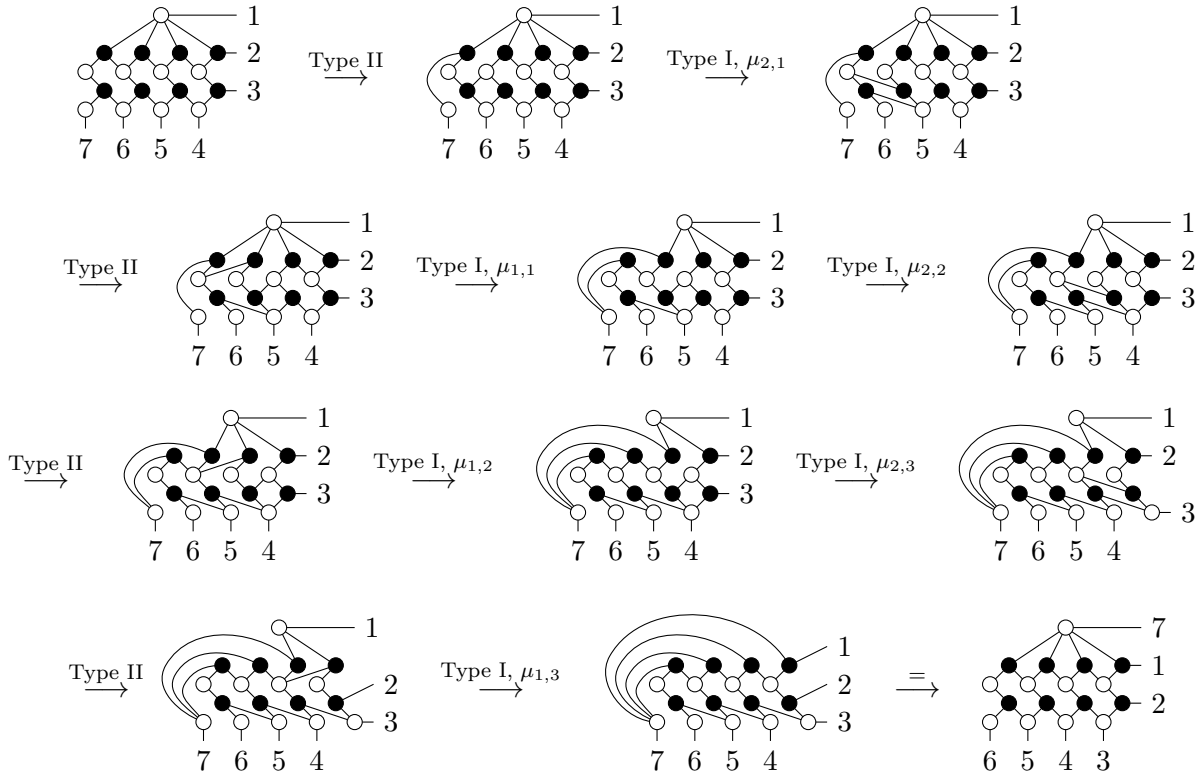 1 1 1
2 Type II 2 Type I, μ2,1 2
3 3 3
7 6 5 4 7 6 5 4 7 6 5 4
1 1 1
Type II 2 Type I, μ1,1 2 Type I, μ2,2 2
3 3 3
7 6 5 4 7 6 5 4 7 6 5 4
1 1 1
Type II 2 Type I, μ1,2 2 Type I, μ2,3 2
3 3 3
7 6 5 4 7 6 5 4 7 6 5 4
1 1 7
Type II 2 Type I, μ1,3 2 = 1
3 3 2
7 6 5 4 7 6 5 4 6 5 4 3